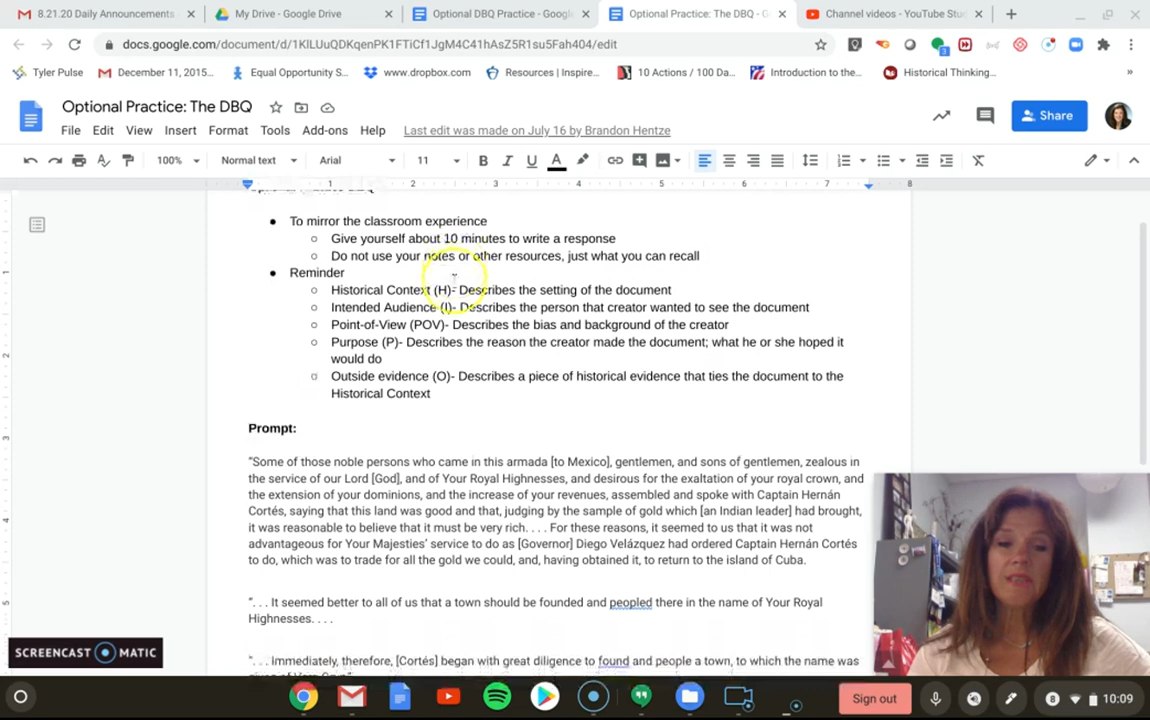 8.21.20 Daily Announcements
My Drive - Google Drive
Optional DBQ Practice - Google
Optional Practice: The DBQ - G
Channel videos - YouTube Stu
docs.google.com/document/d/1KlLUuQDKqenPK1FTiCf1JgM4C41hAsZ5R1su5Fah404/edit
Tyler Pulse
December 11, 2015...
Equal Opportunity S...
www.dropbox.com
Resources | Inspire...
10 Actions / 100 Da...
Introduction to the...
Historical Thinking...
»
Optional Practice: The DBQ
File Edit View Insert Format Tools Add-ons Help Last edit was made on July 16 by Brandon Hentze
Share
100% Normal text Arial 11 B I U A
1 2 3 4 5 6 7 8
● To mirror the classroom experience
○ Give yourself about 10 minutes to write a response
○ Do not use your notes or other resources, just what you can recall
● Reminder
○ Historical Context (H)- Describes the setting of the document
○ Intended Audience (I)- Describes the person that creator wanted to see the document
○ Point-of-View (POV)- Describes the bias and background of the creator
○ Purpose (P)- Describes the reason the creator made the document; what he or she hoped it
would do
○ Outside evidence (O)- Describes a piece of historical evidence that ties the document to the
Historical Context
Prompt:
“Some of those noble persons who came in this armada [to Mexico], gentlemen, and sons of gentlemen, zealous in
the service of our Lord [God], and of Your Royal Highnesses, and desirous for the exaltation of your royal crown, and
the extension of your dominions, and the increase of your revenues, assembled and spoke with Captain Hernán
Cortés, saying that this land was good and that, judging by the sample of gold which [an Indian leader] had brought,
it was reasonable to believe that it must be very rich. . . . For these reasons, it seemed to us that it was not
advantageous for Your Majesties’ service to do as [Governor] Diego Velázquez had ordered Captain Hernán Cortés
to do, which was to trade for all the gold we could, and, having obtained it, to return to the island of Cuba.
“. . . It seemed better to all of us that a town should be founded and peopled there in the name of Your Royal
Highnesses. . . .
“. . . Immediately, therefore, [Cortés] began with great diligence to found and people a town, to which the name was
SCREENCAST MATIC
Sign out
8
10:09